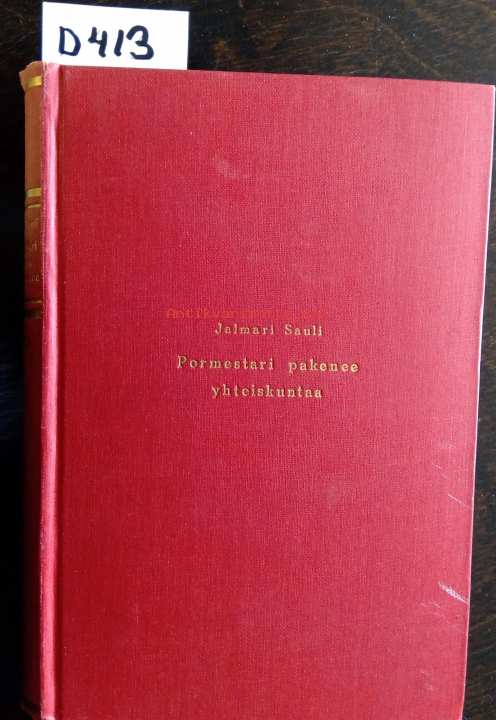 D413
Jalmari Sauli
Pormestari pakenee
yhteiskuntaa